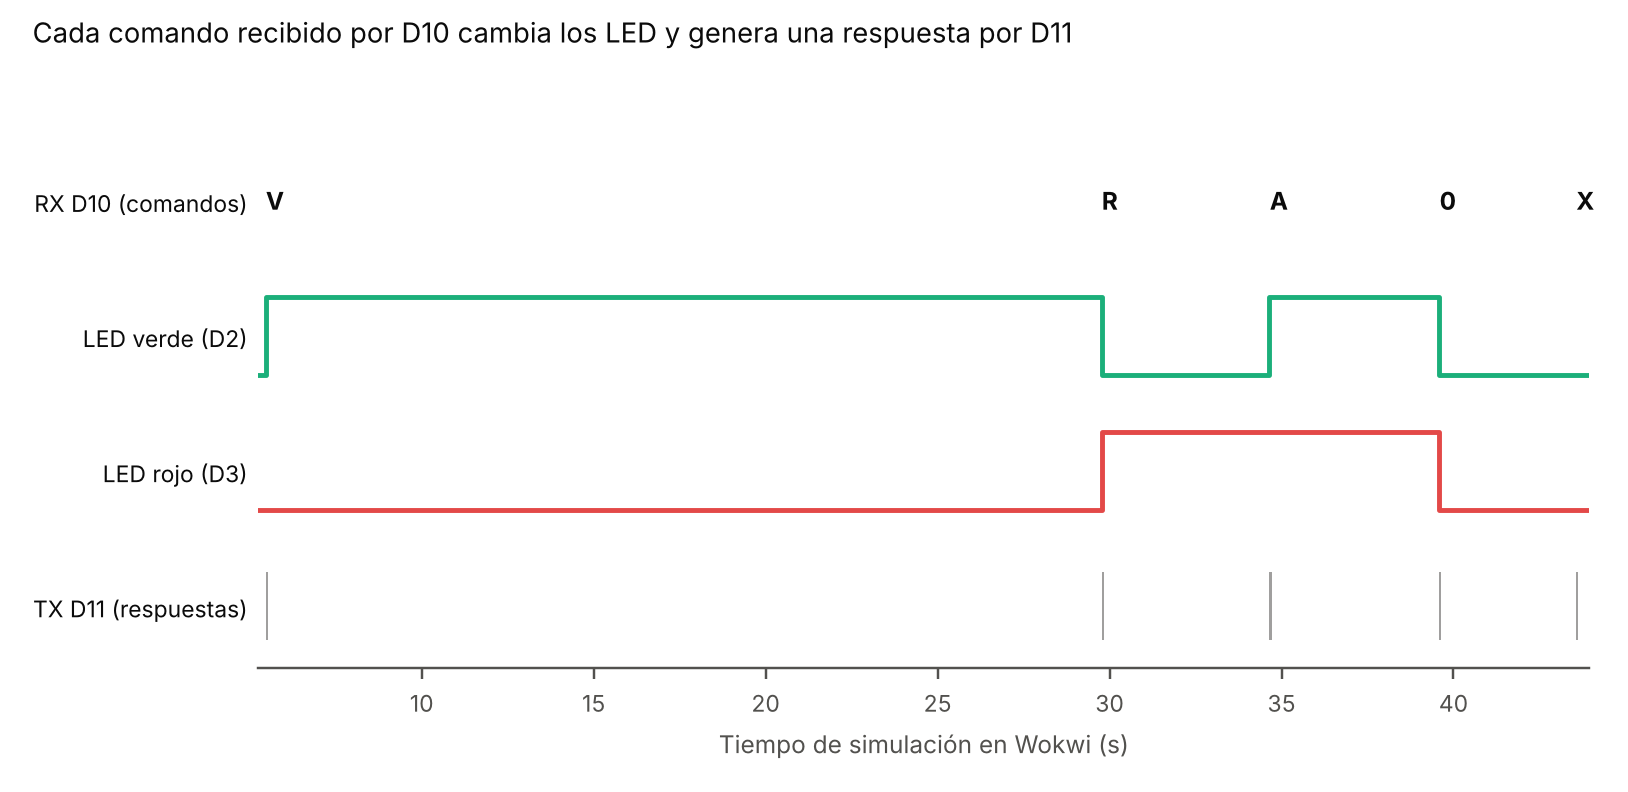 Cada comando recibido por D10 cambia los LED y genera una respuesta por D11
RX D10 (comandos) V R A 0 X
LED verde (D2)
LED rojo (D3)
TX D11 (respuestas)
10 15 20 25 30 35 40
Tiempo de simulación en Wokwi (s)